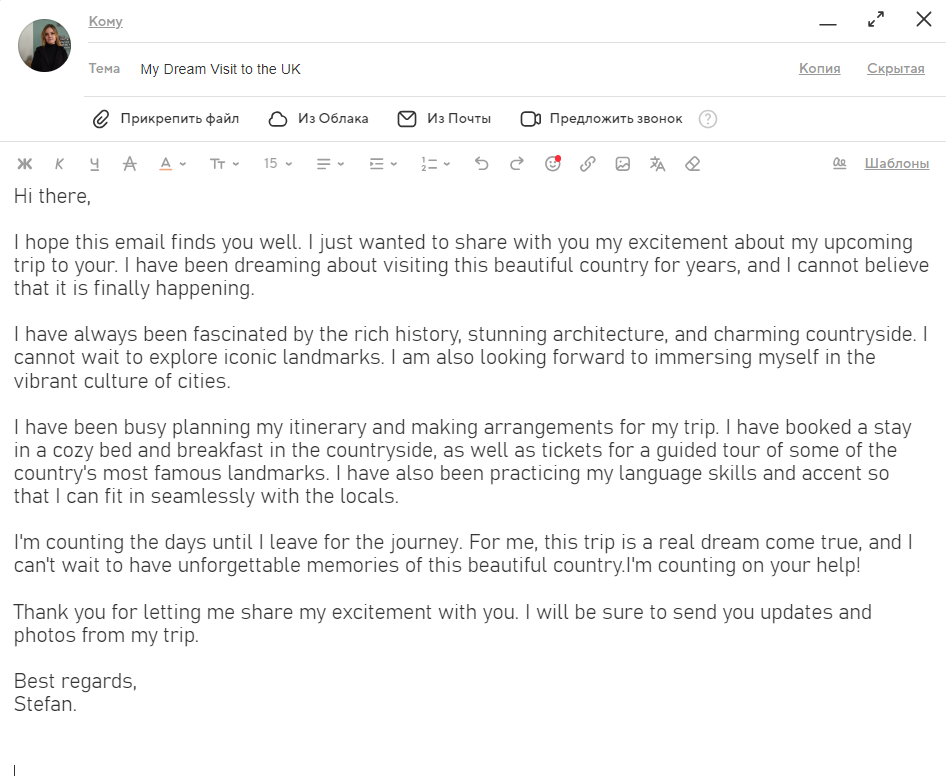 Кому
Тема My Dream Visit to the UK Копия Скрытая
Прикрепить файл Из Облака Из Почты Предложить звонок ?
Ж К Ч А А Тт 15 Шаблоны
Hi there,
I hope this email finds you well. I just wanted to share with you my excitement about my upcoming
trip to your. I have been dreaming about visiting this beautiful country for years, and I cannot believe
that it is finally happening.
I have always been fascinated by the rich history, stunning architecture, and charming countryside. I
cannot wait to explore iconic landmarks. I am also looking forward to immersing myself in the
vibrant culture of cities.
I have been busy planning my itinerary and making arrangements for my trip. I have booked a stay
in a cozy bed and breakfast in the countryside, as well as tickets for a guided tour of some of the
country's most famous landmarks. I have also been practicing my language skills and accent so
that I can fit in seamlessly with the locals.
I'm counting the days until I leave for the journey. For me, this trip is a real dream come true, and I
can't wait to have unforgettable memories of this beautiful country.I'm counting on your help!
Thank you for letting me share my excitement with you. I will be sure to send you updates and
photos from my trip.
Best regards,
Stefan.